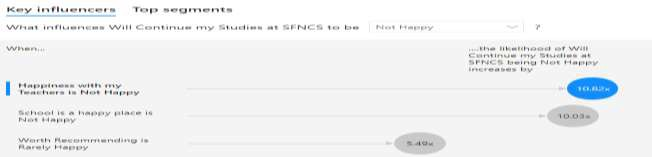 Key influencers Top segments
What influences Will Continue my Studies at SFNCS to be Not Happy ?
When...
....the likelihood of Will
Continue my Studies at
SFNCS being Not Happy
increases by
Happiness with my
Teachers is Not Happy
10.62x
School is a happy place is
Not Happy
10.03x
Worth Recommending is
Rarely Happy
5.49x